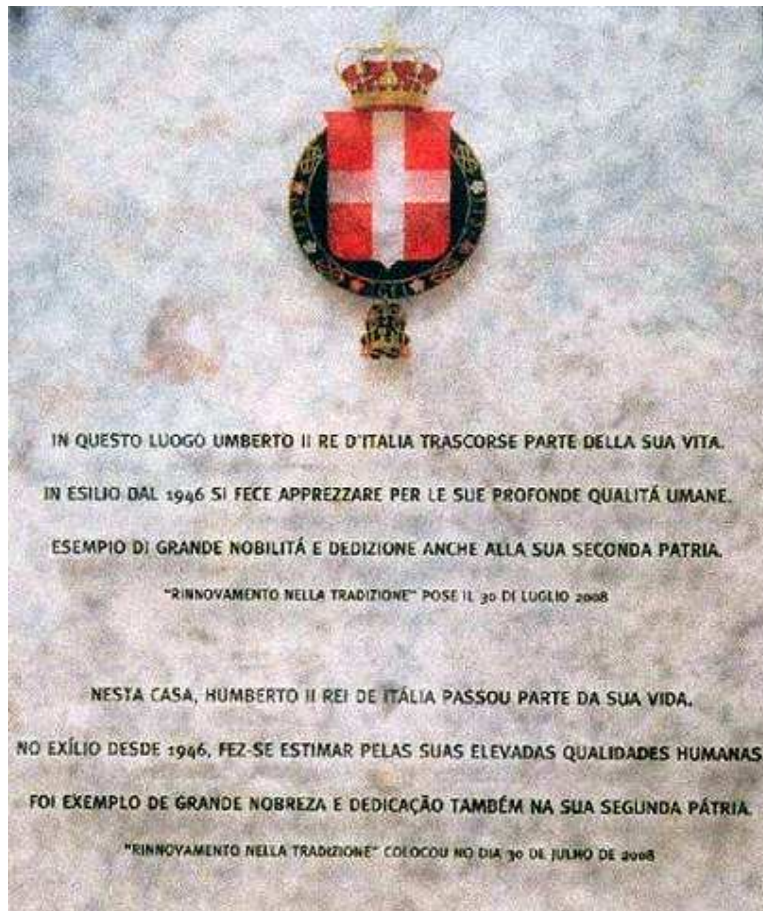 IN QUESTO LUOGO UMBERTO II RE D'ITALIA TRASCORSE PARTE DELLA SUA VITA.
IN ESILIO DAL 1946 SI FECE APPREZZARE PER LE SUE PROFONDE QUALITÁ UMANE.
ESEMPIO DI GRANDE NOBILITÁ E DEDIZIONE ANCHE ALLA SUA SECONDA PATRIA.
"RINNOVAMENTO NELLA TRADIZIONE" POSE IL 30 DI LUGLIO 2008
NESTA CASA, HUMBERTO II REI DE ITÁLIA PASSOU PARTE DA SUA VIDA.
NO EXÍLIO DESDE 1946, FEZ-SE ESTIMAR PELAS SUAS ELEVADAS QUALIDADES HUMANAS
FOI EXEMPLO DE GRANDE NOBREZA E DEDICAÇÃO TAMBÉM NA SUA SEGUNDA PÁTRIA.
"RINNOVAMENTO NELLA TRADIZIONE" COLOCOU NO DIA 30 DE JULHO DE 2008